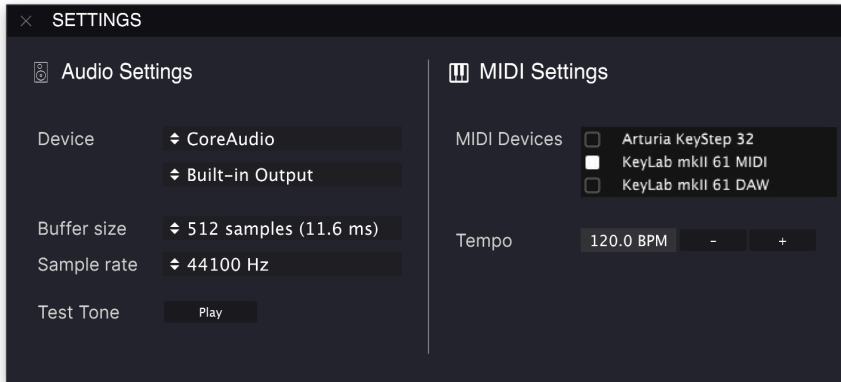 SETTINGS
Audio Settings
Device
CoreAudio
Built-in Output
Buffer size
512 samples (11.6 ms)
Sample rate
44100 Hz
Test Tone
Play
MIDI Settings
MIDI Devices
Arturia KeyStep 32
KeyLab mkII 61 MIDI
KeyLab mkII 61 DAW
Tempo
120.0 BPM
-
+